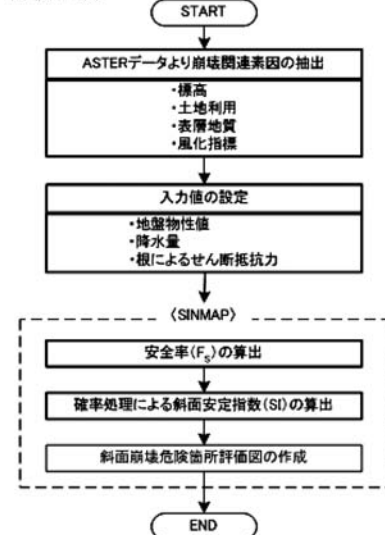 START
ASTERデータより崩壊関連素因の抽出
・標高
・土地利用
・表層地質
・風化指標
入力値の設定
・地盤物性値
・降水量
・根によるせん断抵抗力
〈SINMAP〉
安全率(Fs)の算出
確率処理による斜面安定指数(SI)の算出
斜面崩壊危険箇所評価図の作成
END